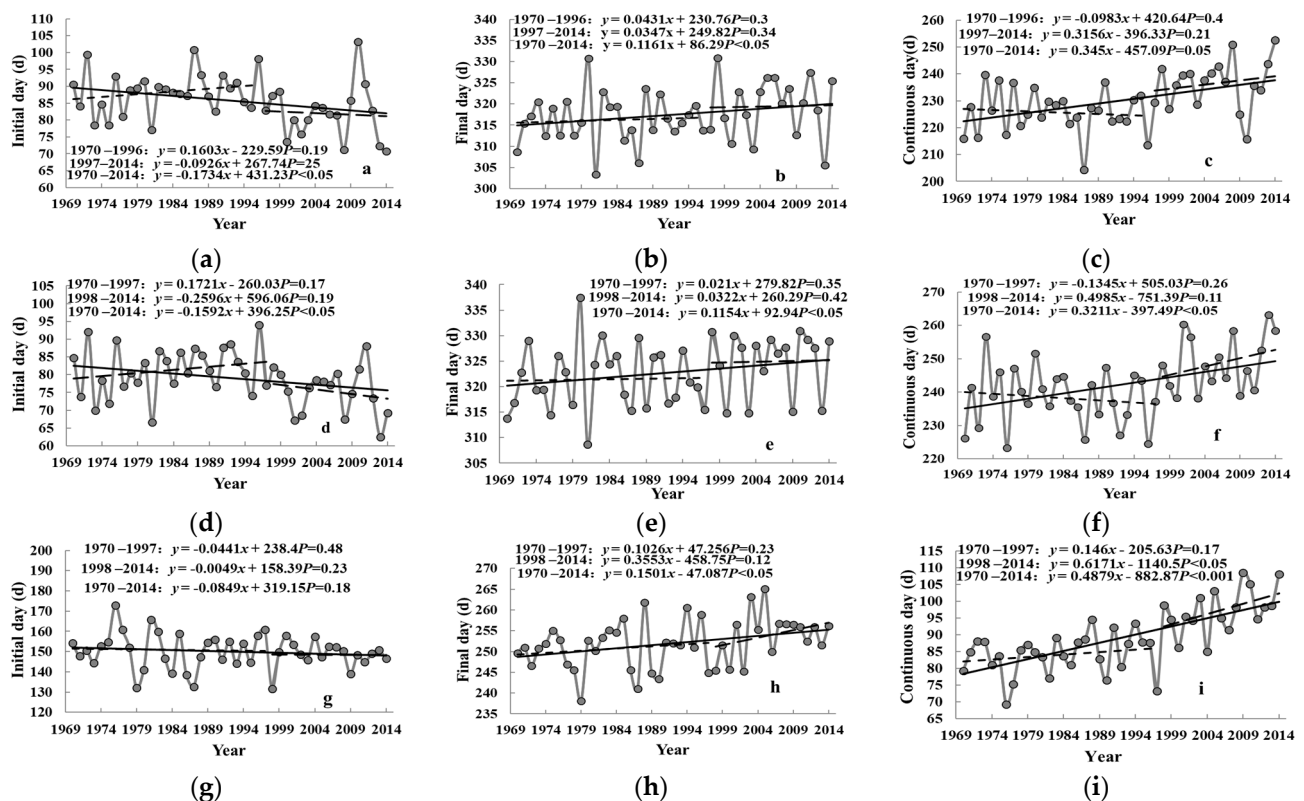 110
105
100
95
90
85
80
75
70
65
60
Initial day (d)
1970–1996: y = 0.1603x - 229.59P=0.19
1997–2014: y = -0.0926x + 267.74P=25
1970–2014: y = -0.1734x + 431.23P<0.05
a
1969 1974 1979 1984 1989 1994 1999 2004 2009 2014
Year
(a)
340
335
330
325
320
315
310
305
300
Final day (d)
1970–1996: y = 0.0431x + 230.76P=0.3
1997–2014: y = 0.0347x + 249.82P=0.34
1970–2014: y = 0.1161x + 86.29P<0.05
b
1969 1974 1979 1984 1989 1994 1999 2004 2009 2014
Year
(b)
260
250
240
230
220
210
200
Continuous day(d)
1970–1996: y = -0.0983x + 420.64P=0.4
1997–2014: y = 0.3156x - 396.33P=0.21
1970–2014: y = 0.345x - 457.09P=0.05
c
1969 1974 1979 1984 1989 1994 1999 2004 2009 2014
Year
(c)
105
100
95
90
85
80
75
70
65
60
Initial day (d)
1970–1997: y = 0.1721x - 260.03P=0.17
1998–2014: y = -0.2596x + 596.06P=0.19
1970–2014: y = -0.1592x + 396.25P<0.05
d
1969 1974 1979 1984 1989 1994 1999 2004 2009 2014
Year
(d)
345
340
335
330
325
320
315
310
305
Final day (d)
1970–1997: y = 0.021x + 279.82P=0.35
1998–2014: y = 0.0322x + 260.29P=0.42
1970–2014: y = 0.1154x + 92.94P<0.05
e
1969 1974 1979 1984 1989 1994 1999 2004 2009 2014
Year
(e)
270
260
250
240
230
220
Continuous day (d)
1970–1997: y = -0.1345x + 505.03P=0.26
1998–2014: y = 0.4985x - 751.39P=0.11
1970–2014: y = 0.3211x - 397.49P<0.05
f
1969 1974 1979 1984 1989 1994 1999 2004 2009 2014
Year
(f)
200
190
180
170
160
150
140
130
120
Initial day (d)
1970–1997: y = -0.0441x + 238.4P=0.48
1998–2014: y = -0.0049x + 158.39P=0.23
1970–2014: y = -0.0849x + 319.15P=0.18
g
1969 1974 1979 1984 1989 1994 1999 2004 2009 2014
Year
(g)
275
270
265
260
255
250
245
240
235
Final day (d)
1970–1997: y = 0.1026x + 47.256P=0.23
1998–2014: y = 0.3553x - 458.75P=0.12
1970–2014: y = 0.1501x - 47.087P<0.05
h
1969 1974 1979 1984 1989 1994 1999 2004 2009 2014
Year
(h)
115
110
105
100
95
90
85
80
75
70
65
Continuous day (d)
1970–1997: y = 0.146x - 205.63P=0.17
1998–2014: y = 0.6171x - 1140.5P<0.05
1970–2014: y = 0.4879x - 882.87P<0.001
i
1969 1974 1979 1984 1989 1994 1999 2004 2009 2014
Year
(i)